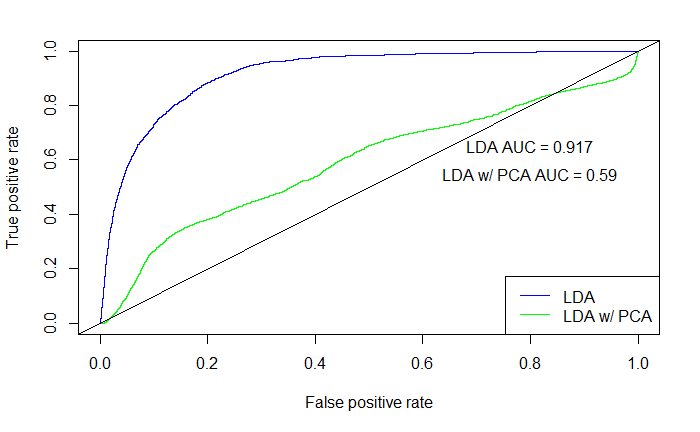 True positive rate
1.0
0.8
0.6
0.4
0.2
0.0
LDA AUC = 0.917
LDA w/ PCA AUC = 0.59
LDA
LDA w/ PCA
0.0 0.2 0.4 0.6 0.8 1.0
False positive rate